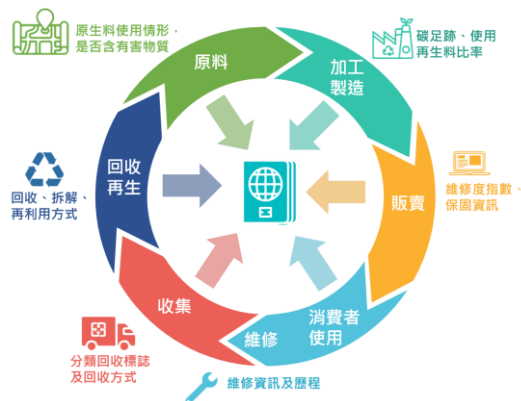 原生料使用情形，
是否含有害物質
原料
加工
製造
碳足跡、使用
再生料比率
回收
再生
回收、拆解、
再利用方式
販賣
維修度指數、
保固資訊
收集
維修
消費者
使用
分類回收標誌
及回收方式
維修資訊及歷程